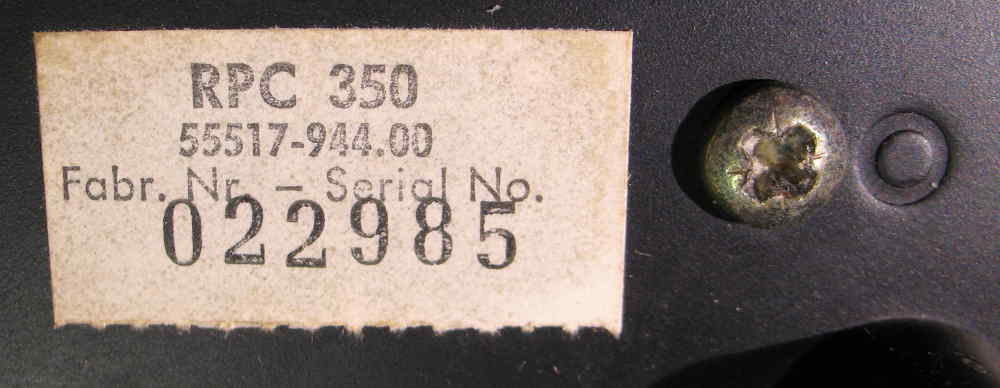 RPC 350
55517-944.00
Fabr. Nr. – Serial No.
022985